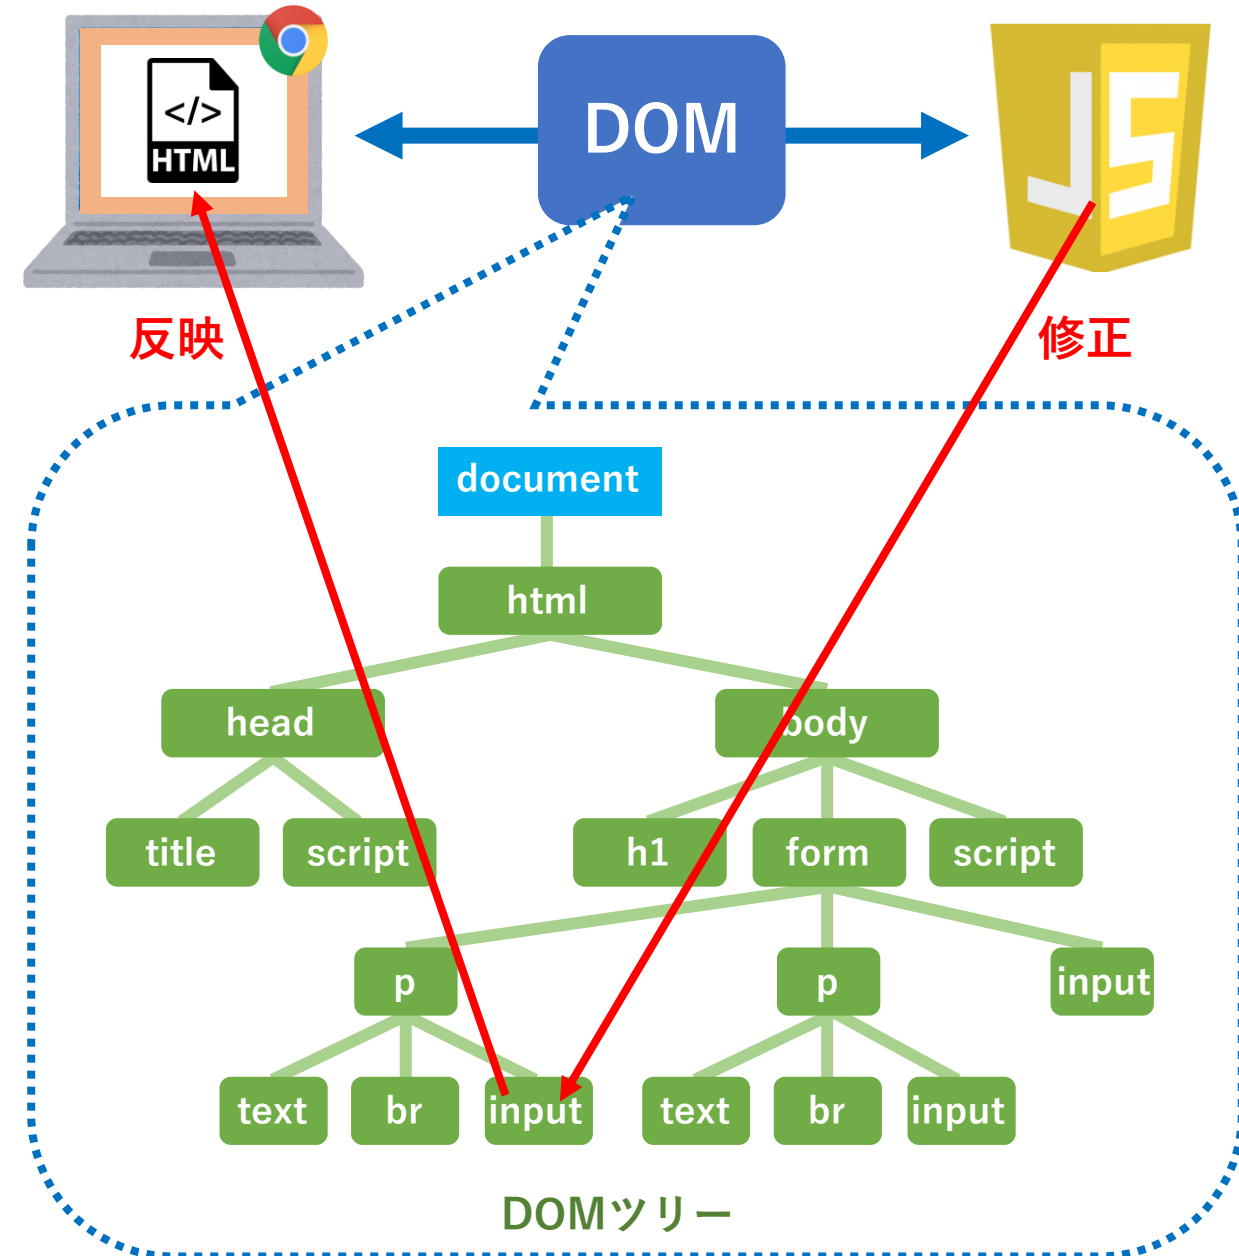 </>
HTML
DOM
JS
反映
修正
document
html
head
body
title
script
h1
form
script
p
p
input
text
br
input
text
br
input
DOMツリー